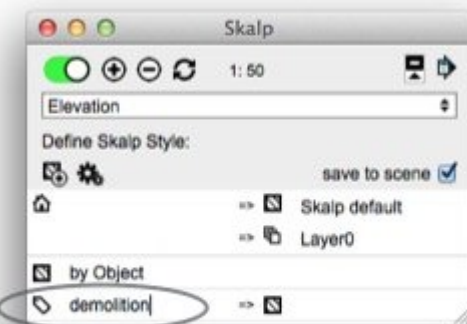 Skalp
1: 50
Elevation
Define Skalp Style:
save to scene
=> Skalp default
=> Layer0
by Object
demolition =>